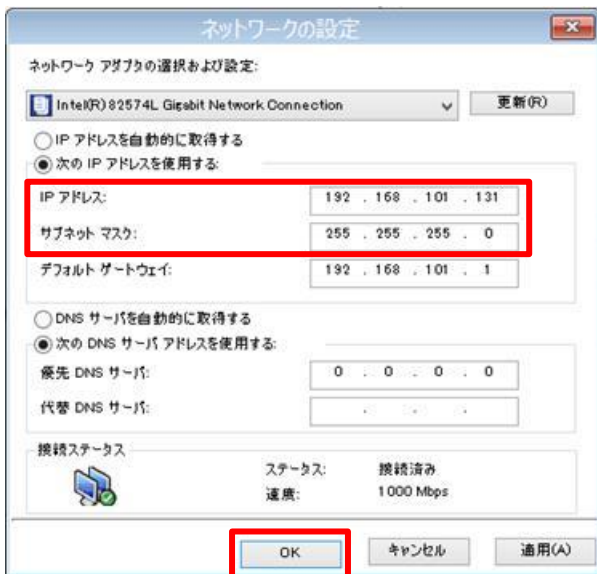 ネットワークの設定
ネットワーク アダプタの選択および設定:
Intel(R) 82574L Gigabit Network Connection
更新(R)
IP アドレスを自動的に取得する
次の IP アドレスを使用する:
IP アドレス: 192 . 168 . 101 . 131
サブネット マスク: 255 . 255 . 255 . 0
デフォルト ゲートウェイ: 192 . 168 . 101 . 1
DNS サーバを自動的に取得する
次の DNS サーバ アドレスを使用する:
優先 DNS サーバ: 0 . 0 . 0 . 0
代替 DNS サーバ: . . .
接続ステータス
ステータス: 接続済み
速度: 1000 Mbps
OK キャンセル 適用(A)